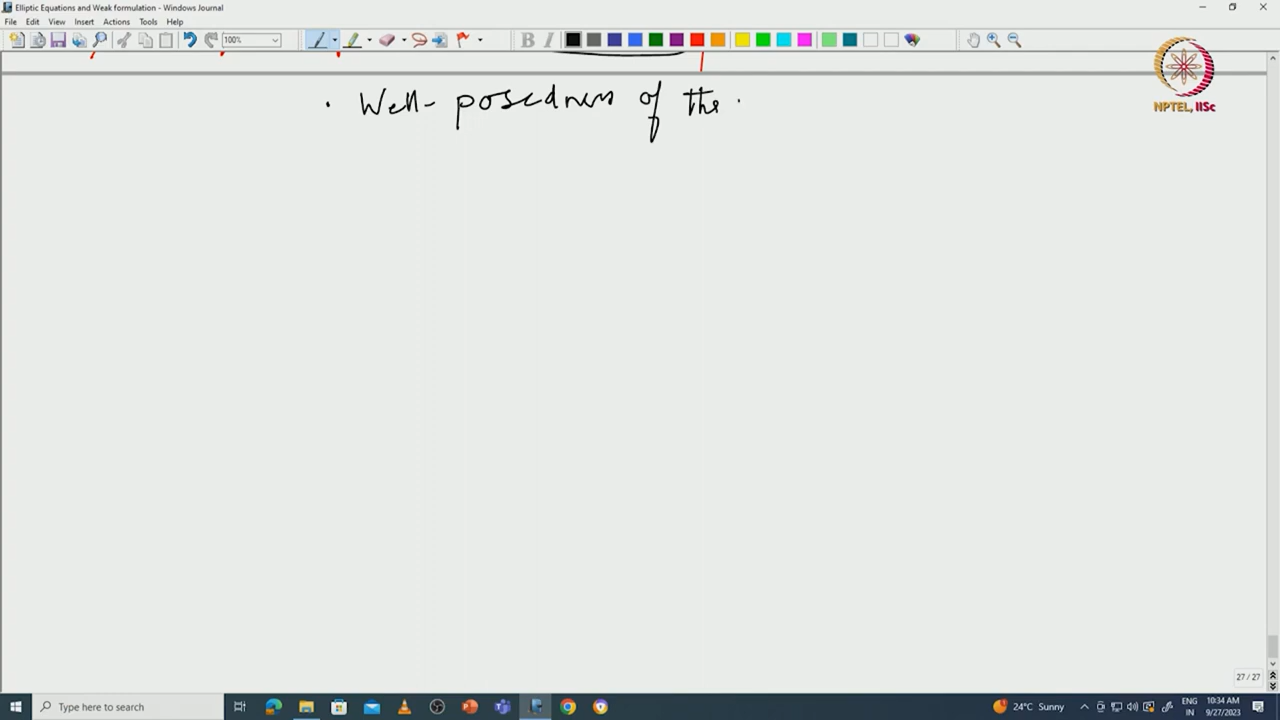 Elliptic Equations and Weak formulation - Windows Journal
File Edit View Insert Actions Tools Help
100%
B I
NPTEL, IISc
· Well-posedness of the
27 / 27
Type here to search
24°C Sunny
ENG
IN
10:34 AM
9/27/2023